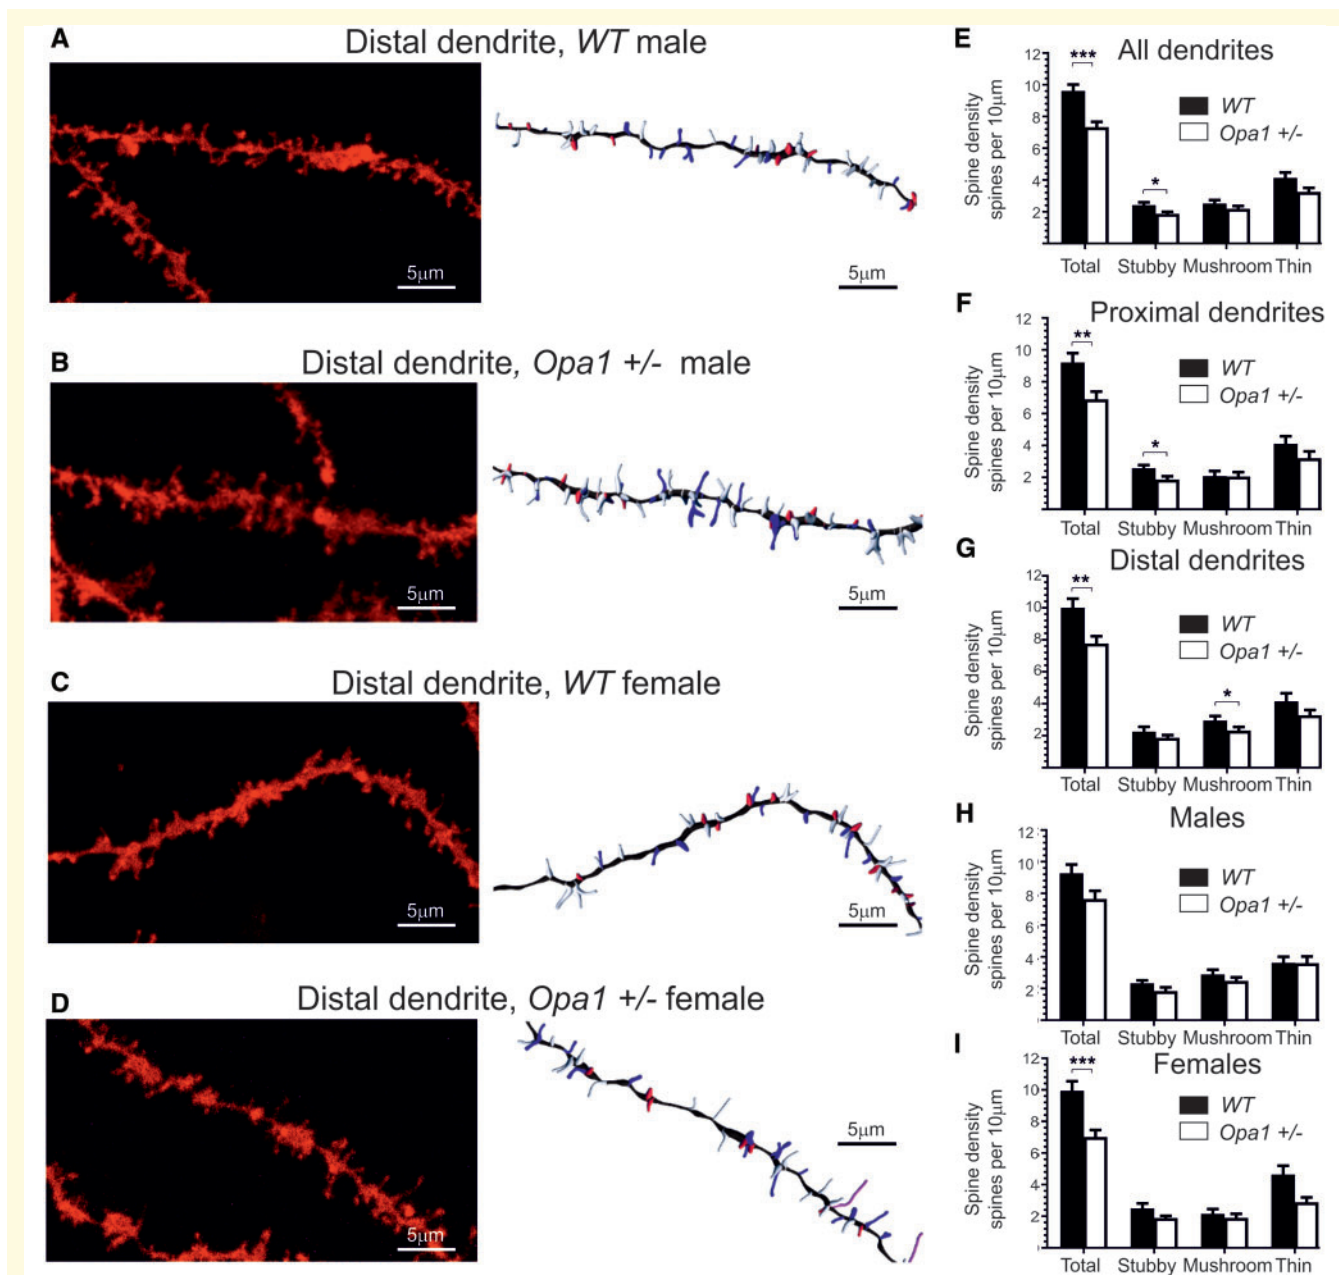 A
Distal dendrite, WT male
5μm
5μm
B
Distal dendrite, Opa1 +/- male
5μm
5μm
C
Distal dendrite, WT female
5μm
5μm
D
Distal dendrite, Opa1 +/- female
5μm
5μm
E
All dendrites
Spine density
spines per 10μm
12
10
8
6
4
2
***
*
WT
Opa1 +/-
Total Stubby Mushroom Thin
F
Proximal dendrites
Spine density
spines per 10μm
12
10
8
6
4
2
**
*
WT
Opa1 +/-
Total Stubby Mushroom Thin
G
Distal dendrites
Spine density
spines per 10μm
12
10
8
6
4
2
**
*
WT
Opa1 +/-
Total Stubby Mushroom Thin
H
Males
Spine density
spines per 10μm
12
10
8
6
4
2
WT
Opa1 +/-
Total Stubby Mushroom Thin
I
Females
Spine density
spines per 10μm
12
10
8
6
4
2
***
WT
Opa1 +/-
Total Stubby Mushroom Thin